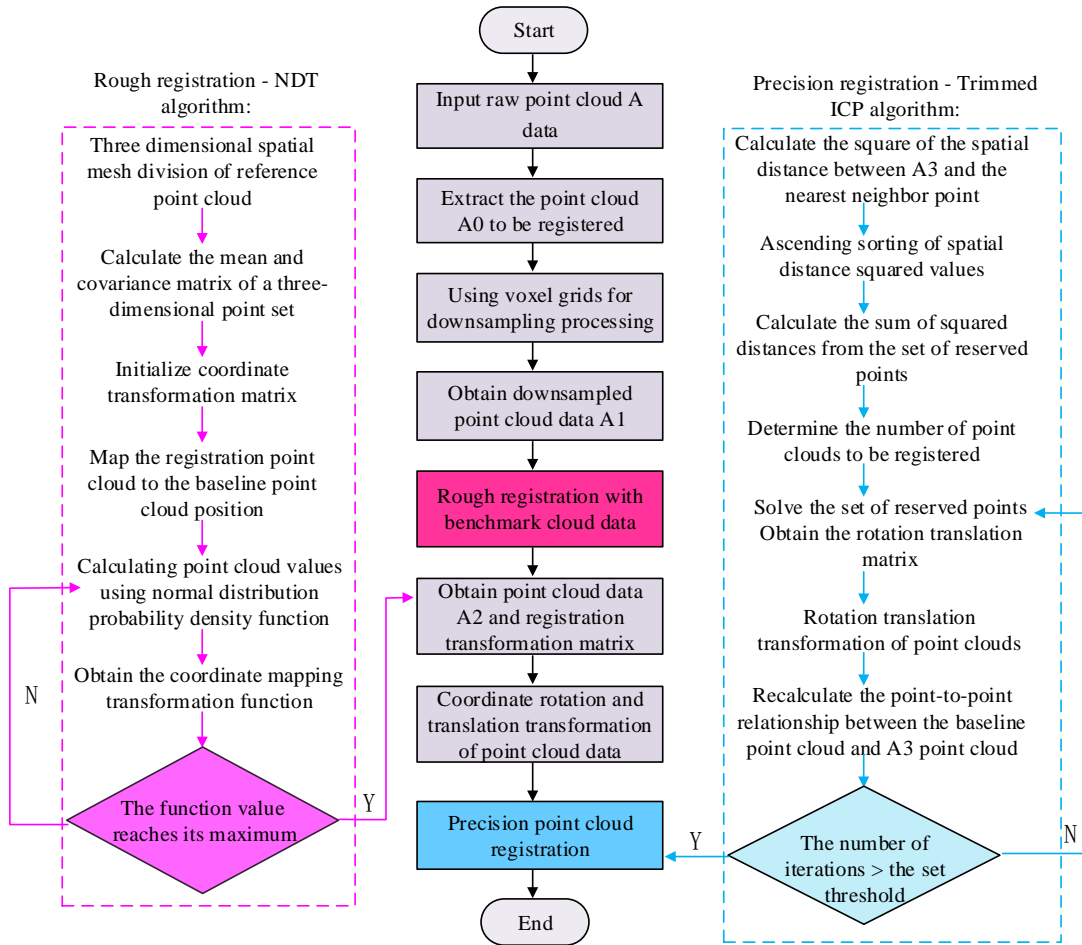 Start
Rough registration - NDT
algorithm:
Three dimensional spatial
mesh division of reference
point cloud
Calculate the mean and
covariance matrix of a three-
dimensional point set
Initialize coordinate
transformation matrix
Map the registration point
cloud to the baseline point
cloud position
Calculating point cloud values
using normal distribution
probability density function
Obtain the coordinate mapping
transformation function
N
The function value
reaches its maximum
Y
Input raw point cloud A
data
Extract the point cloud
A0 to be registered
Using voxel grids for
downsampling processing
Obtain downsampled
point cloud data A1
Rough registration with
benchmark cloud data
Obtain point cloud data
A2 and registration
transformation matrix
Coordinate rotation and
translation transformation
of point cloud data
Precision point cloud
registration
End
Precision registration - Trimmed
ICP algorithm:
Calculate the square of the spatial
distance between A3 and the
nearest neighbor point
Ascending sorting of spatial
distance squared values
Calculate the sum of squared
distances from the set of reserved
points
Determine the number of point
clouds to be registered
Solve the set of reserved points
Obtain the rotation translation
matrix
Rotation translation
transformation of point clouds
Recalculate the point-to-point
relationship between the baseline
point cloud and A3 point cloud
Y
The number of
iterations > the set
threshold
N